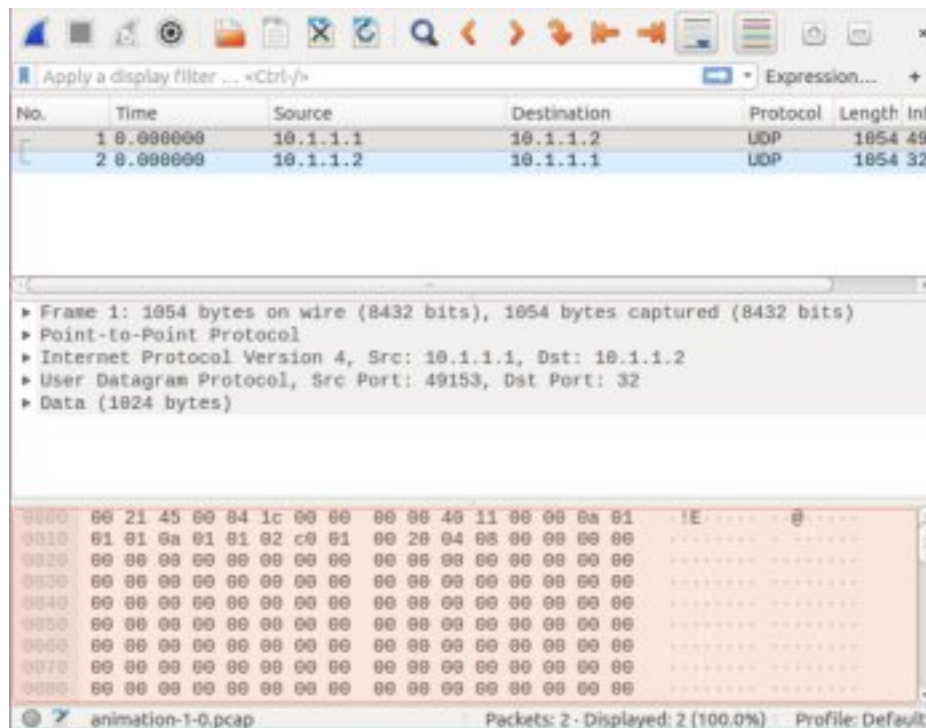 Apply a display filter ... <Ctrl-/> Expression... +
No. Time Source Destination Protocol Length Inf
1 0.000000 10.1.1.1 10.1.1.2 UDP 1054 49
2 0.000000 10.1.1.2 10.1.1.1 UDP 1054 32
Frame 1: 1054 bytes on wire (8432 bits), 1054 bytes captured (8432 bits)
Point-to-Point Protocol
Internet Protocol Version 4, Src: 10.1.1.1, Dst: 10.1.1.2
User Datagram Protocol, Src Port: 49153, Dst Port: 32
Data (1024 bytes)
0000 00 21 45 00 04 1c 00 00 00 00 40 11 00 00 0a 01 ·!E····· ··@·····
0010 01 01 0a 01 01 02 c0 01 00 20 04 08 00 00 00 00 ········ · ······
0020 00 00 00 00 00 00 00 00 00 00 00 00 00 00 00 00 ········ ········
0030 00 00 00 00 00 00 00 00 00 00 00 00 00 00 00 00 ········ ········
0040 00 00 00 00 00 00 00 00 00 00 00 00 00 00 00 00 ········ ········
0050 00 00 00 00 00 00 00 00 00 00 00 00 00 00 00 00 ········ ········
0060 00 00 00 00 00 00 00 00 00 00 00 00 00 00 00 00 ········ ········
0070 00 00 00 00 00 00 00 00 00 00 00 00 00 00 00 00 ········ ········
0080 00 00 00 00 00 00 00 00 00 00 00 00 00 00 00 00 ········ ········
animation-1-0.pcap Packets: 2 · Displayed: 2 (100.0%) Profile: Default